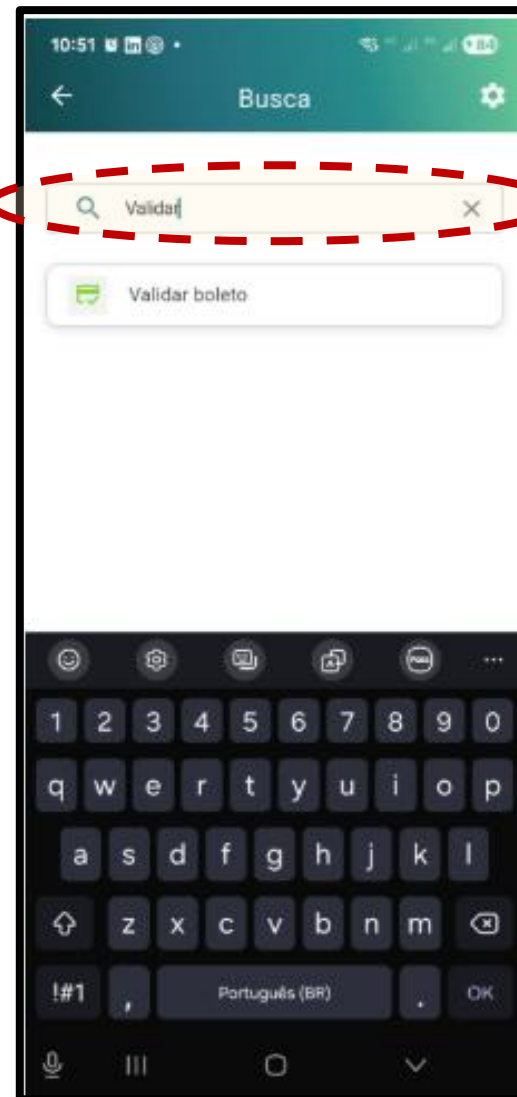 10:51
84
Busca
Validar
Validar boleto
1 2 3 4 5 6 7 8 9 0
q w e r t y u i o p
a s d f g h j k l
z x c v b n m
!#1 , Português (BR) . OK